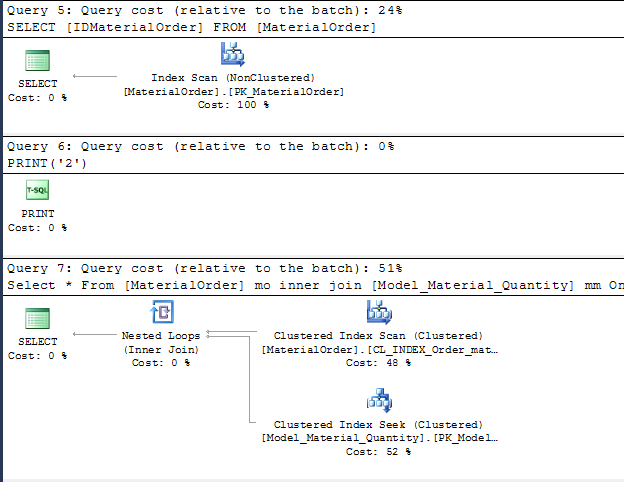 Query 5: Query cost (relative to the batch): 24%
SELECT [IDMaterialOrder] FROM [MaterialOrder]
SELECT
Cost: 0 %
Index Scan (NonClustered)
[MaterialOrder].[PK_MaterialOrder]
Cost: 100 %
Query 6: Query cost (relative to the batch): 0%
PRINT('2')
T-SQL
PRINT
Cost: 0 %
Query 7: Query cost (relative to the batch): 51%
Select * From [MaterialOrder] mo inner join [Model_Material_Quantity] mm On
SELECT
Cost: 0 %
Nested Loops
(Inner Join)
Cost: 0 %
Clustered Index Scan (Clustered)
[MaterialOrder].[CL_INDEX_Order_mat…
Cost: 48 %
Clustered Index Seek (Clustered)
[Model_Material_Quantity].[PK_Model…
Cost: 52 %